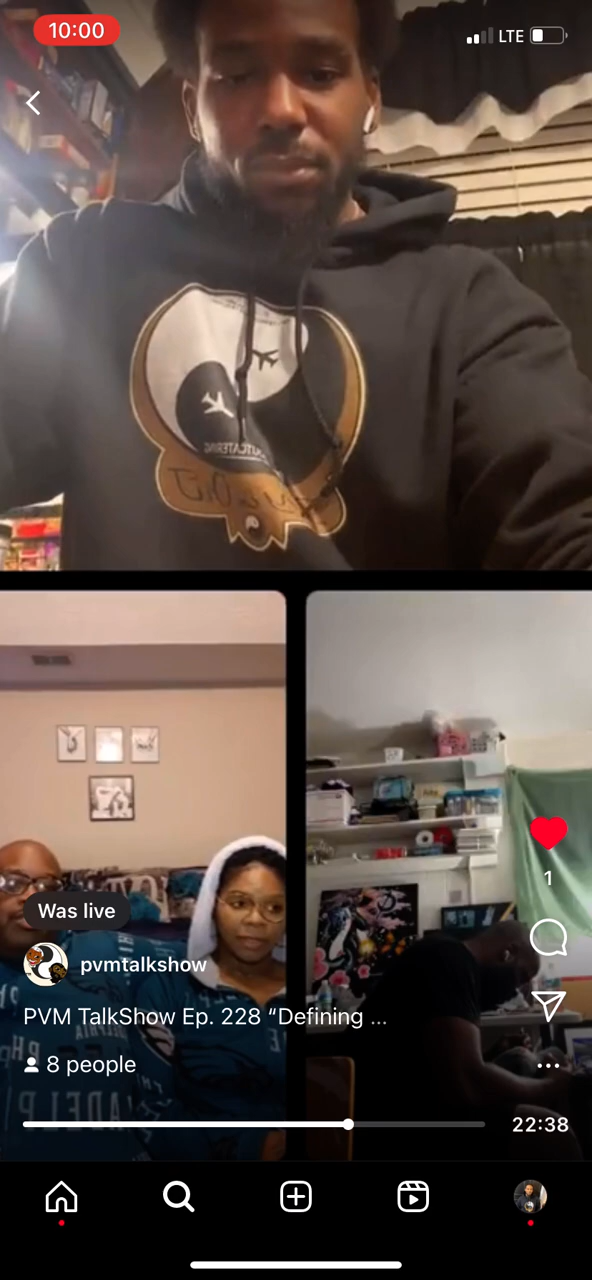 10:00
LTE
Was live
pvmtalkshow
PVM TalkShow Ep. 228 “Defining ...
8 people
1
22:38